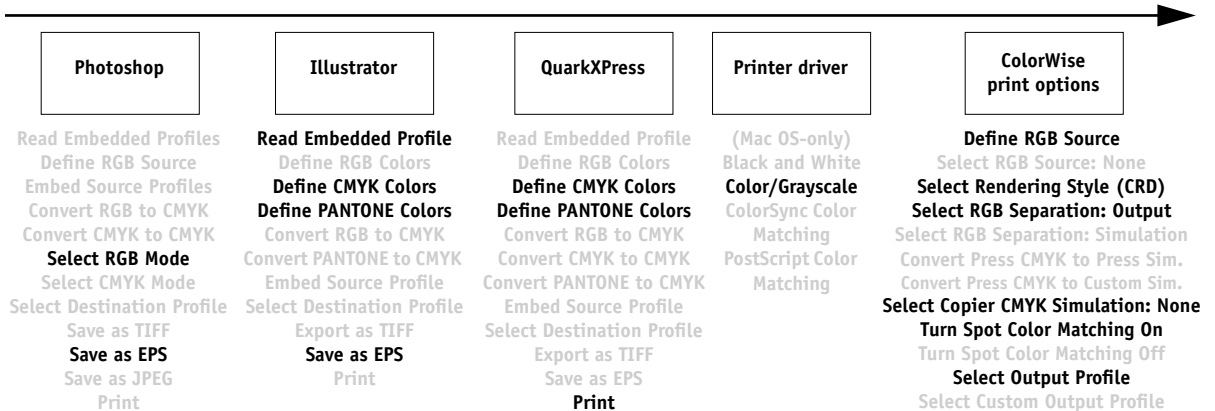 Photoshop
Read Embedded Profiles
Define RGB Source
Embed Source Profiles
Convert RGB to CMYK
Convert CMYK to CMYK
Select RGB Mode
Select CMYK Mode
Select Destination Profile
Save as TIFF
Save as EPS
Save as JPEG
Print
Illustrator
Read Embedded Profile
Define RGB Colors
Define CMYK Colors
Define PANTONE Colors
Convert RGB to CMYK
Convert PANTONE to CMYK
Embed Source Profile
Select Destination Profile
Export as TIFF
Save as EPS
Print
QuarkXPress
Read Embedded Profile
Define RGB Colors
Define CMYK Colors
Define PANTONE Colors
Convert RGB to CMYK
Convert CMYK to CMYK
Convert PANTONE to CMYK
Embed Source Profile
Select Destination Profile
Export as TIFF
Save as EPS
Print
Printer driver
(Mac OS-only)
Black and White
Color/Grayscale
ColorSync Color
Matching
PostScript Color
Matching
ColorWise
print options
Define RGB Source
Select RGB Source: None
Select Rendering Style (CRD)
Select RGB Separation: Output
Select RGB Separation: Simulation
Convert Press CMYK to Press Sim.
Convert Press CMYK to Custom Sim.
Select Copier CMYK Simulation: None
Turn Spot Color Matching On
Turn Spot Color Matching Off
Select Output Profile
Select Custom Output Profile